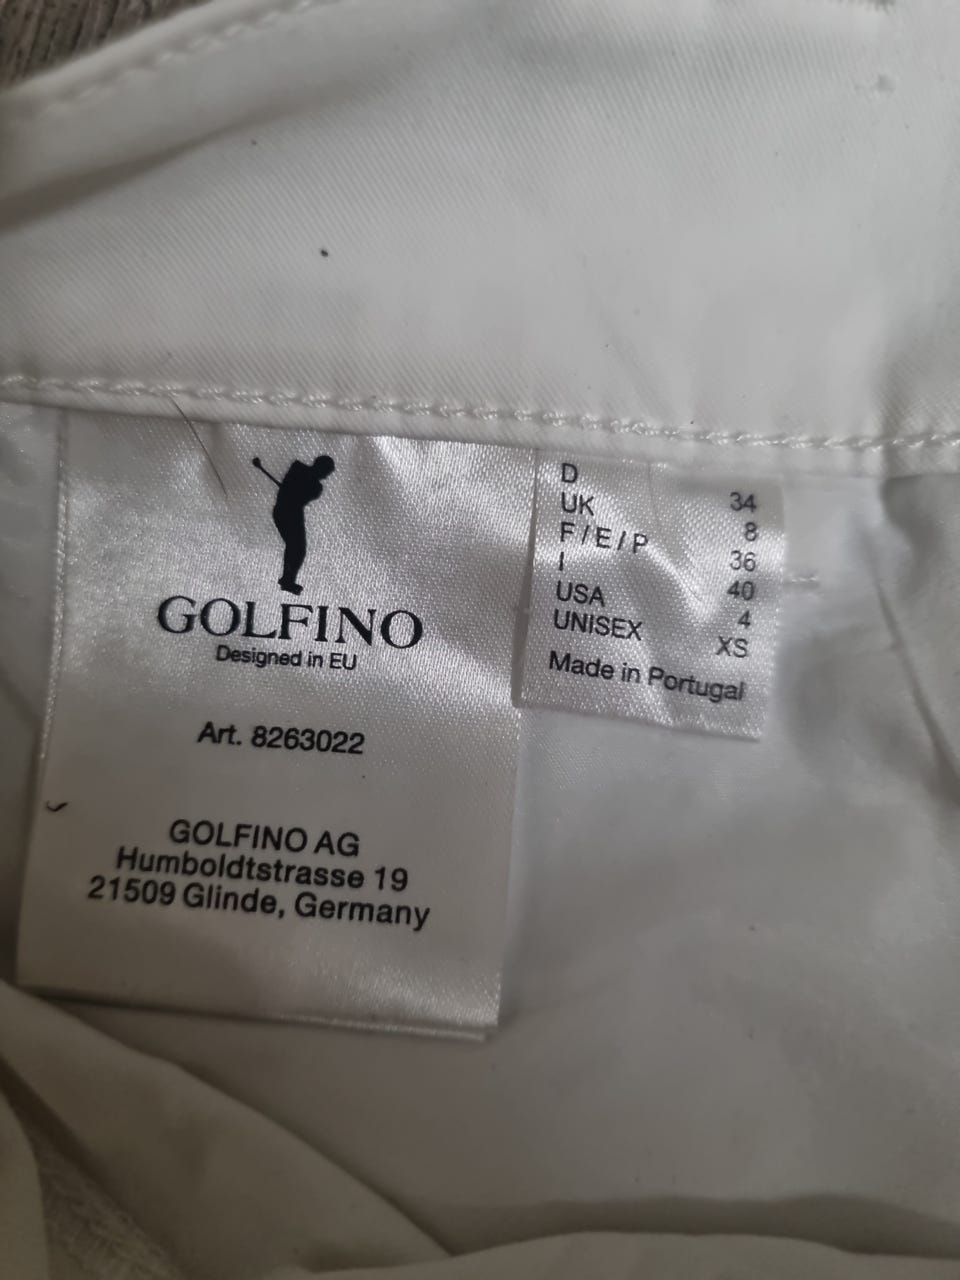 GOLFINO
Designed in EU
Art. 8263022
GOLFINO AG
Humboldtstrasse 19
21509 Glinde, Germany
D 34
UK 8
F/E/P 36
I 40
USA 4
UNISEX XS
Made in Portugal